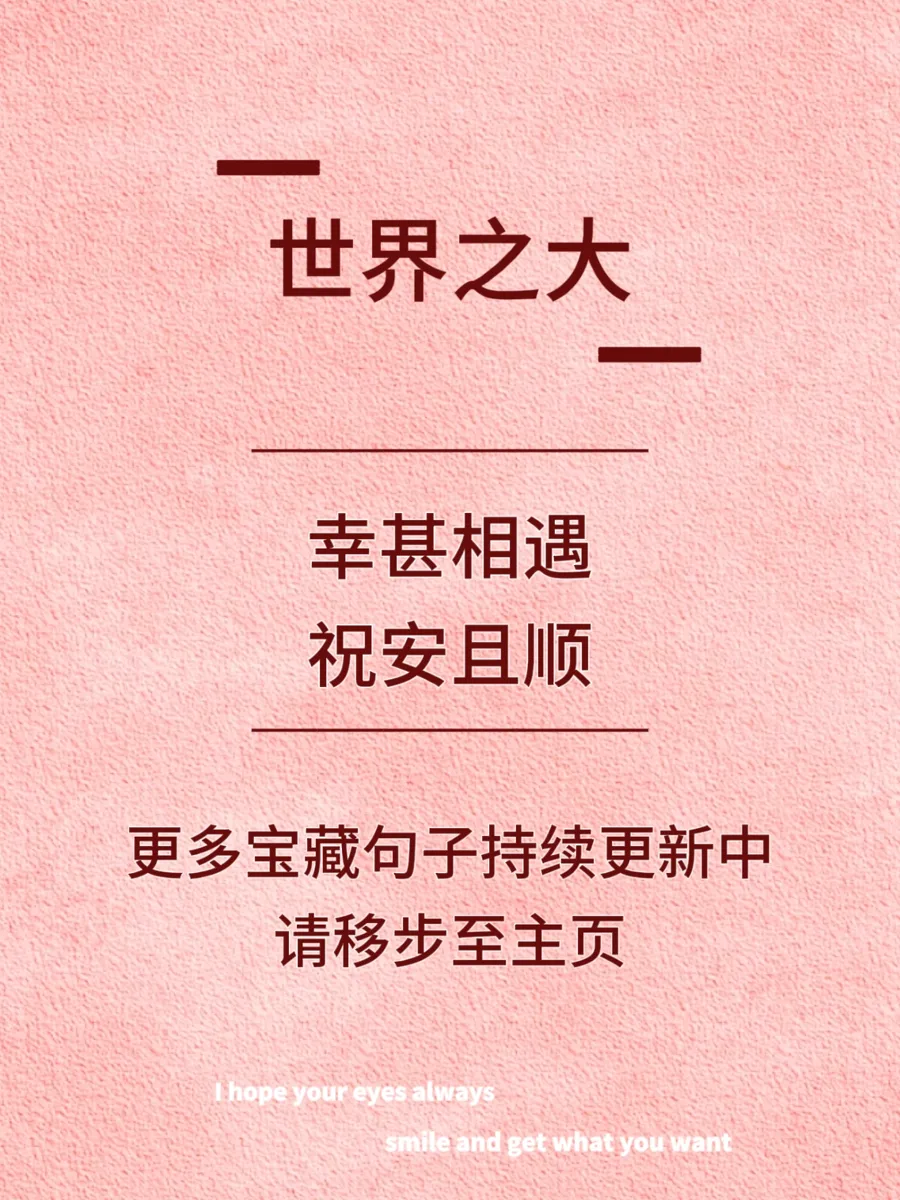 世界之大
幸甚相遇
祝安且顺
更多宝藏句子持续更新中
请移步至主页
I hope your eyes always
smile and get what you want